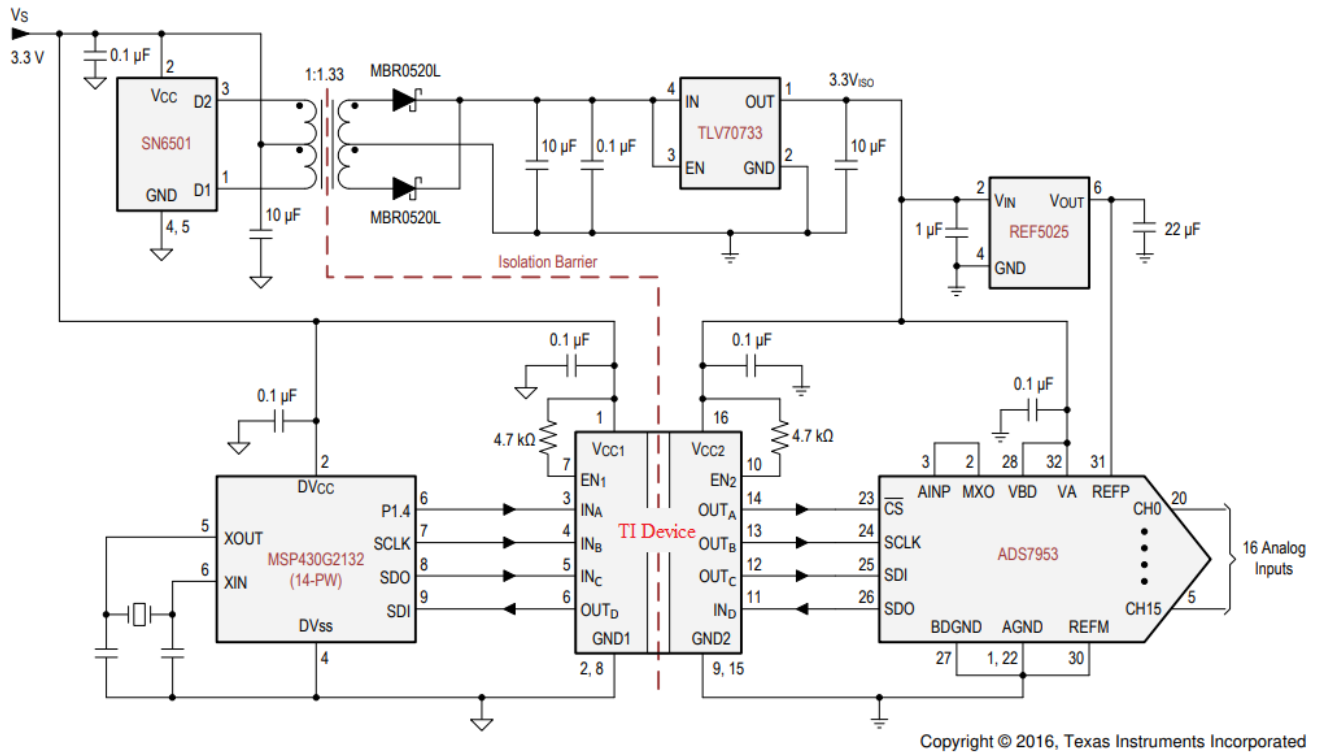 VS
3.3 V
0.1 µF
2
VCC
D2
3
SN6501
GND
D1
1
4, 5
10 µF
1:1.33
MBR0520L
MBR0520L
10 µF
0.1 µF
4
IN
OUT
1
TLV70733
3
EN
GND
2
3.3VISO
10 µF
2
VIN
VOUT
6
1 µF
REF5025
22 µF
4
GND
Isolation Barrier
0.1 µF
0.1 µF
0.1 µF
0.1 µF
4.7 kΩ
1
16
4.7 kΩ
VCC1
VCC2
7
EN1
EN2
10
3
INA
OUTA
14
4
INB
TI Device
OUTB
13
5
INC
OUTC
12
6
OUTD
IND
11
GND1
GND2
2, 8
9, 15
2
DVCC
P1.4
6
5
XOUT
SCLK
7
MSP430G2132
(14-PW)
6
XIN
SDO
8
SDI
9
DVSS
4
3
2
28
32
31
AINP
MXO
VBD
VA
REFP
23
CS
CH0
20
24
SCLK
ADS7953
16 Analog
Inputs
25
SDI
26
SDO
CH15
5
BDGND
AGND
REFM
27
1, 22
30
Copyright © 2016, Texas Instruments Incorporated